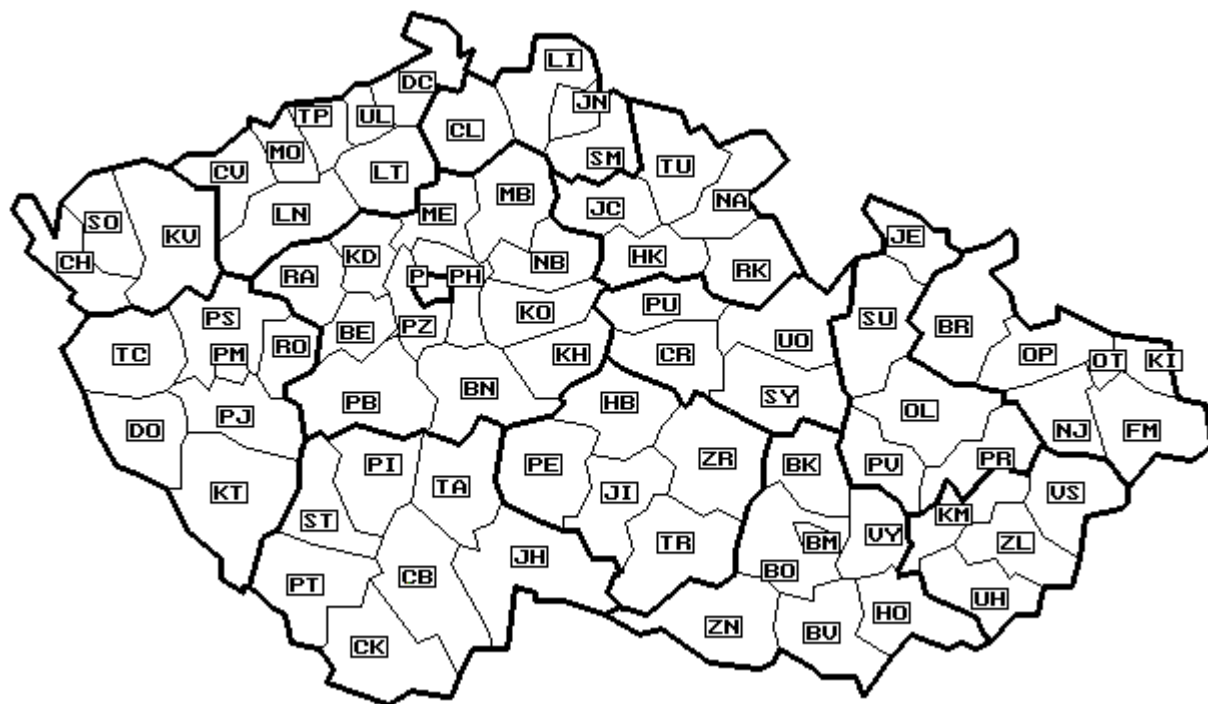 LI
DC
JN
TP
UL
CL
MO
SM
CV
LT
TU
MB
NA
LN
ME
JC
SO
KV
KD
HK
CH
RA
P
PH
NB
RK
JE
PS
BE
PZ
KO
PU
SU
BR
TC
PM
RO
KH
CR
UO
OP
OT
KI
BN
SY
PB
HB
OL
DO
PJ
NJ
FM
PI
PE
ZR
BK
PV
PR
KT
TA
JI
VS
ST
KM
JH
TR
BM
VY
ZL
PT
CB
BO
UH
HO
CK
ZN
BV